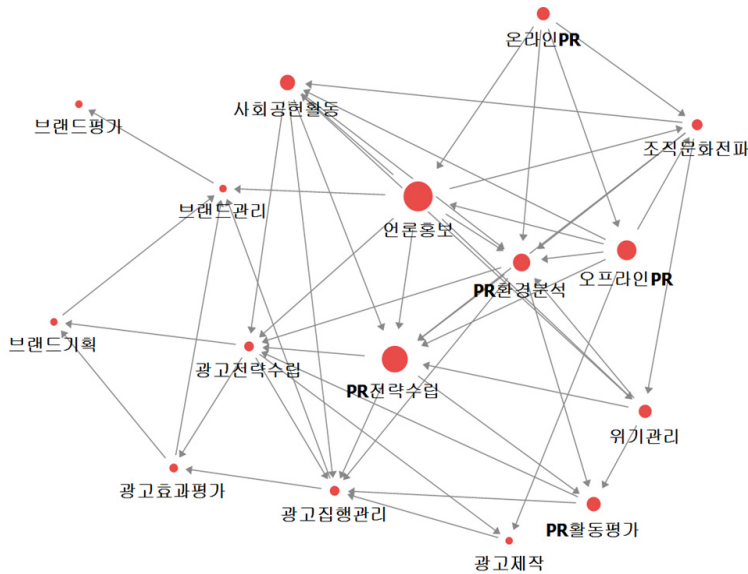 온라인PR
사회공헌활동
브랜드평가
조직문화전파
브랜드관리
언론홍보
PR환경분석
오프라인PR
브랜드기획
광고전략수립
PR전략수립
위기관리
광고효과평가
광고집행관리
PR활동평가
광고제작